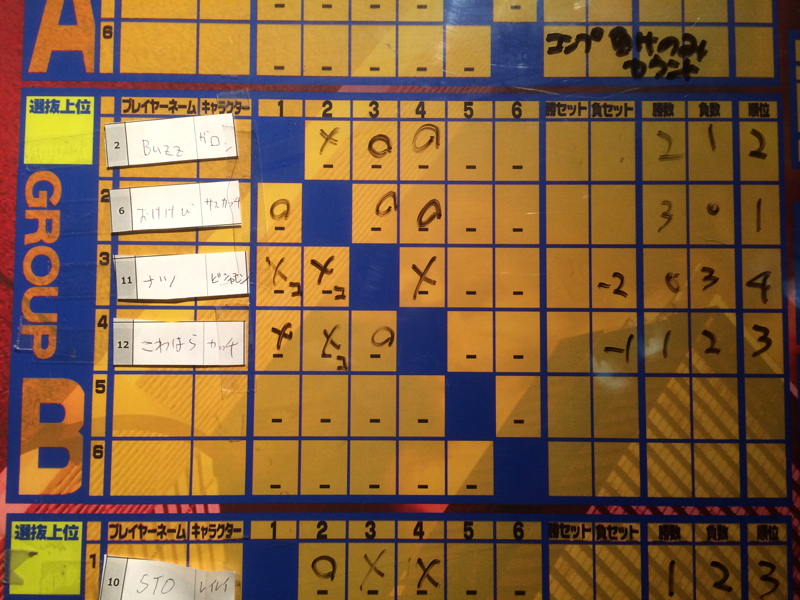 A
6 - - - - -
コンプ負けのみ
カウント
選抜上位 プレイヤーネーム キャラクター 1 2 3 4 5 6 勝セット 負セット 勝数 負数 順位
GROUP B
2 Buzz ガロン × - ○ - ○ - - - 2 1 2
2 6 おけけび サスカッチ ○ - ○ - ○ - - - 3 0 1
3 11 ナツ ビシャモン × - コ × - コ × - - - -2 0 3 4
4 12 こわはら カッチ × - × - コ ○ - - - -1 1 2 3
5 - - - - -
6 - - - - -
選抜上位 プレイヤーネーム キャラクター 1 2 3 4 5 6 勝セット 負セット 勝数 負数 順位
1 10 STO レイレイ ○ - × - × - - - 1 2 3